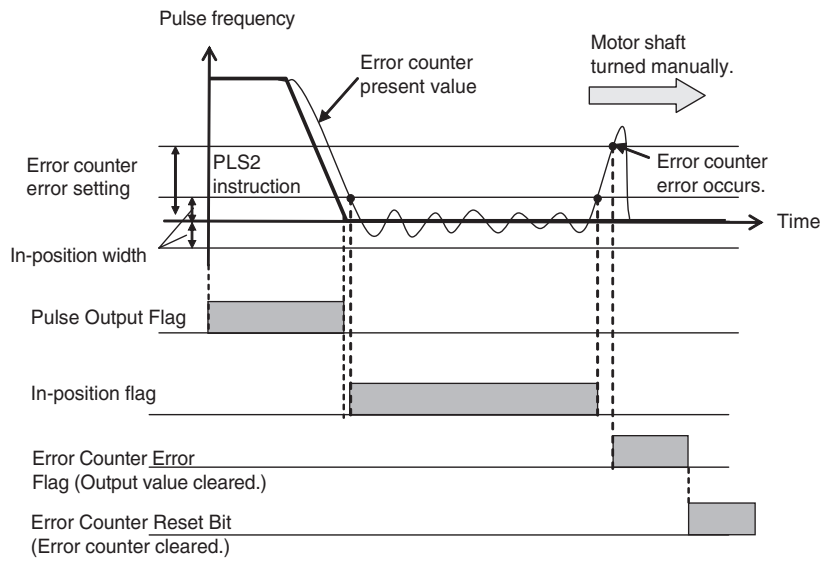 Pulse frequency
Motor shaft
turned manually.
Error counter
present value
Error counter
error setting
PLS2
instruction
Error counter
error occurs.
Time
In-position width
Pulse Output Flag
In-position flag
Error Counter Error
Flag (Output value cleared.)
Error Counter Reset Bit
(Error counter cleared.)